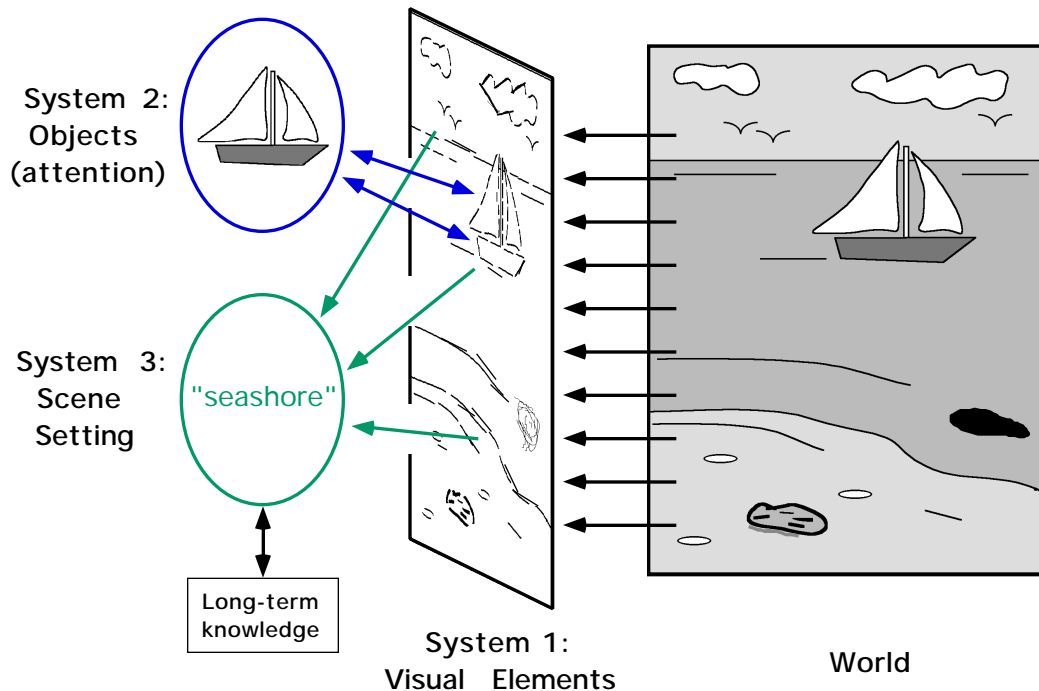 System 2:
Objects
(attention)
System 3:
Scene
Setting
"seashore"
Long-term
knowledge
System 1:
Visual Elements
World